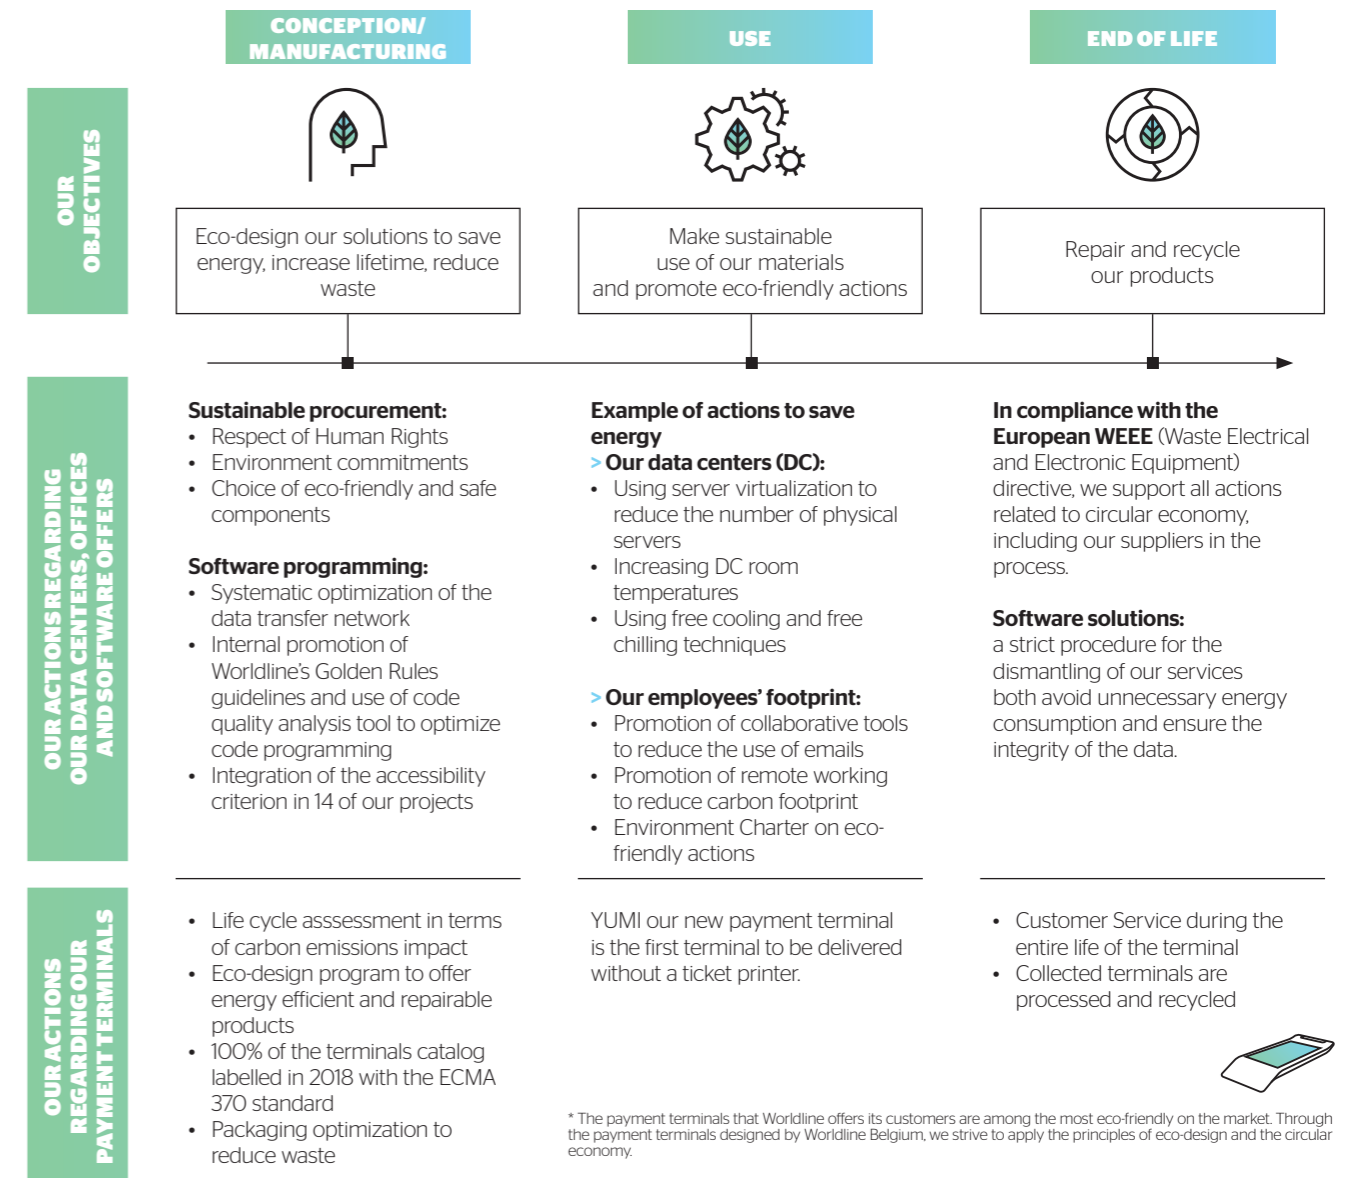 CONCEPTION/
MANUFACTURING
USE
END OF LIFE
OUR
OBJECTIVES
Eco-design our solutions to save
energy, increase lifetime, reduce
waste
Make sustainable
use of our materials
and promote eco-friendly actions
Repair and recycle
our products
OUR ACTIONS REGARDING
OUR DATA CENTERS, OFFICES
AND SOFTWARE OFFERS
Sustainable procurement:
• Respect of Human Rights
• Environment commitments
• Choice of eco-friendly and safe
components
Software programming:
• Systematic optimization of the
data transfer network
• Internal promotion of
Worldline's Golden Rules
guidelines and use of code
quality analysis tool to optimize
code programming
• Integration of the accessibility
criterion in 14 of our projects
Example of actions to save
energy
> Our data centers (DC):
• Using server virtualization to
reduce the number of physical
servers
• Increasing DC room
temperatures
• Using free cooling and free
chilling techniques
> Our employees' footprint:
• Promotion of collaborative tools
to reduce the use of emails
• Promotion of remote working
to reduce carbon footprint
• Environment Charter on eco-
friendly actions
In compliance with the
European WEEE (Waste Electrical
and Electronic Equipment)
directive, we support all actions
related to circular economy,
including our suppliers in the
process.
Software solutions:
a strict procedure for the
dismantling of our services
both avoid unnecessary energy
consumption and ensure the
integrity of the data.
OUR ACTIONS
REGARDING OUR
PAYMENT TERMINALS
• Life cycle asssessment in terms
of carbon emissions impact
• Eco-design program to offer
energy efficient and repairable
products
• 100% of the terminals catalog
labelled in 2018 with the ECMA
370 standard
• Packaging optimization to
reduce waste
YUMI our new payment terminal
is the first terminal to be delivered
without a ticket printer.
• Customer Service during the
entire life of the terminal
• Collected terminals are
processed and recycled
* The payment terminals that Worldline offers its customers are among the most eco-friendly on the market. Through
the payment terminals designed by Worldline Belgium, we strive to apply the principles of eco-design and the circular
economy.